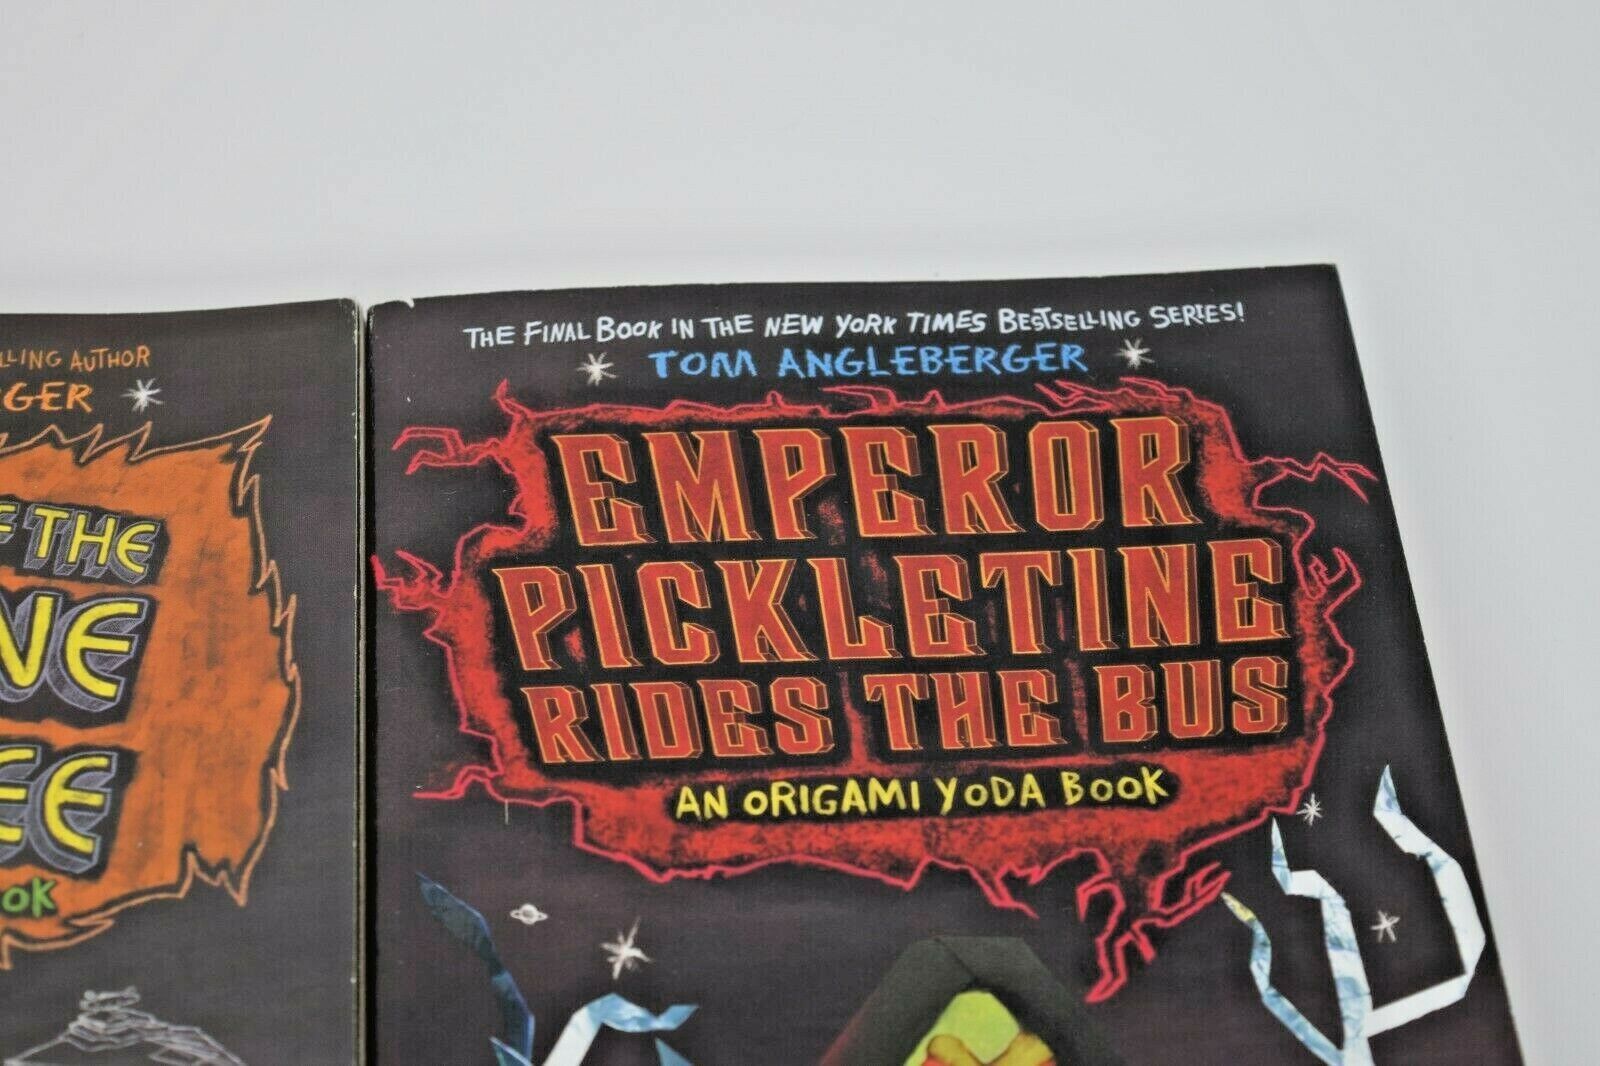 LLING AUTHOR
GER
THE
NE
EE
OK
THE FINAL BOOK IN THE NEW YORK TIMES BESTSELLING SERIES!
TOM ANGLEBERGER
EMPEROR
PICKLETINE
RIDES THE BUS
AN ORIGAMI YODA BOOK